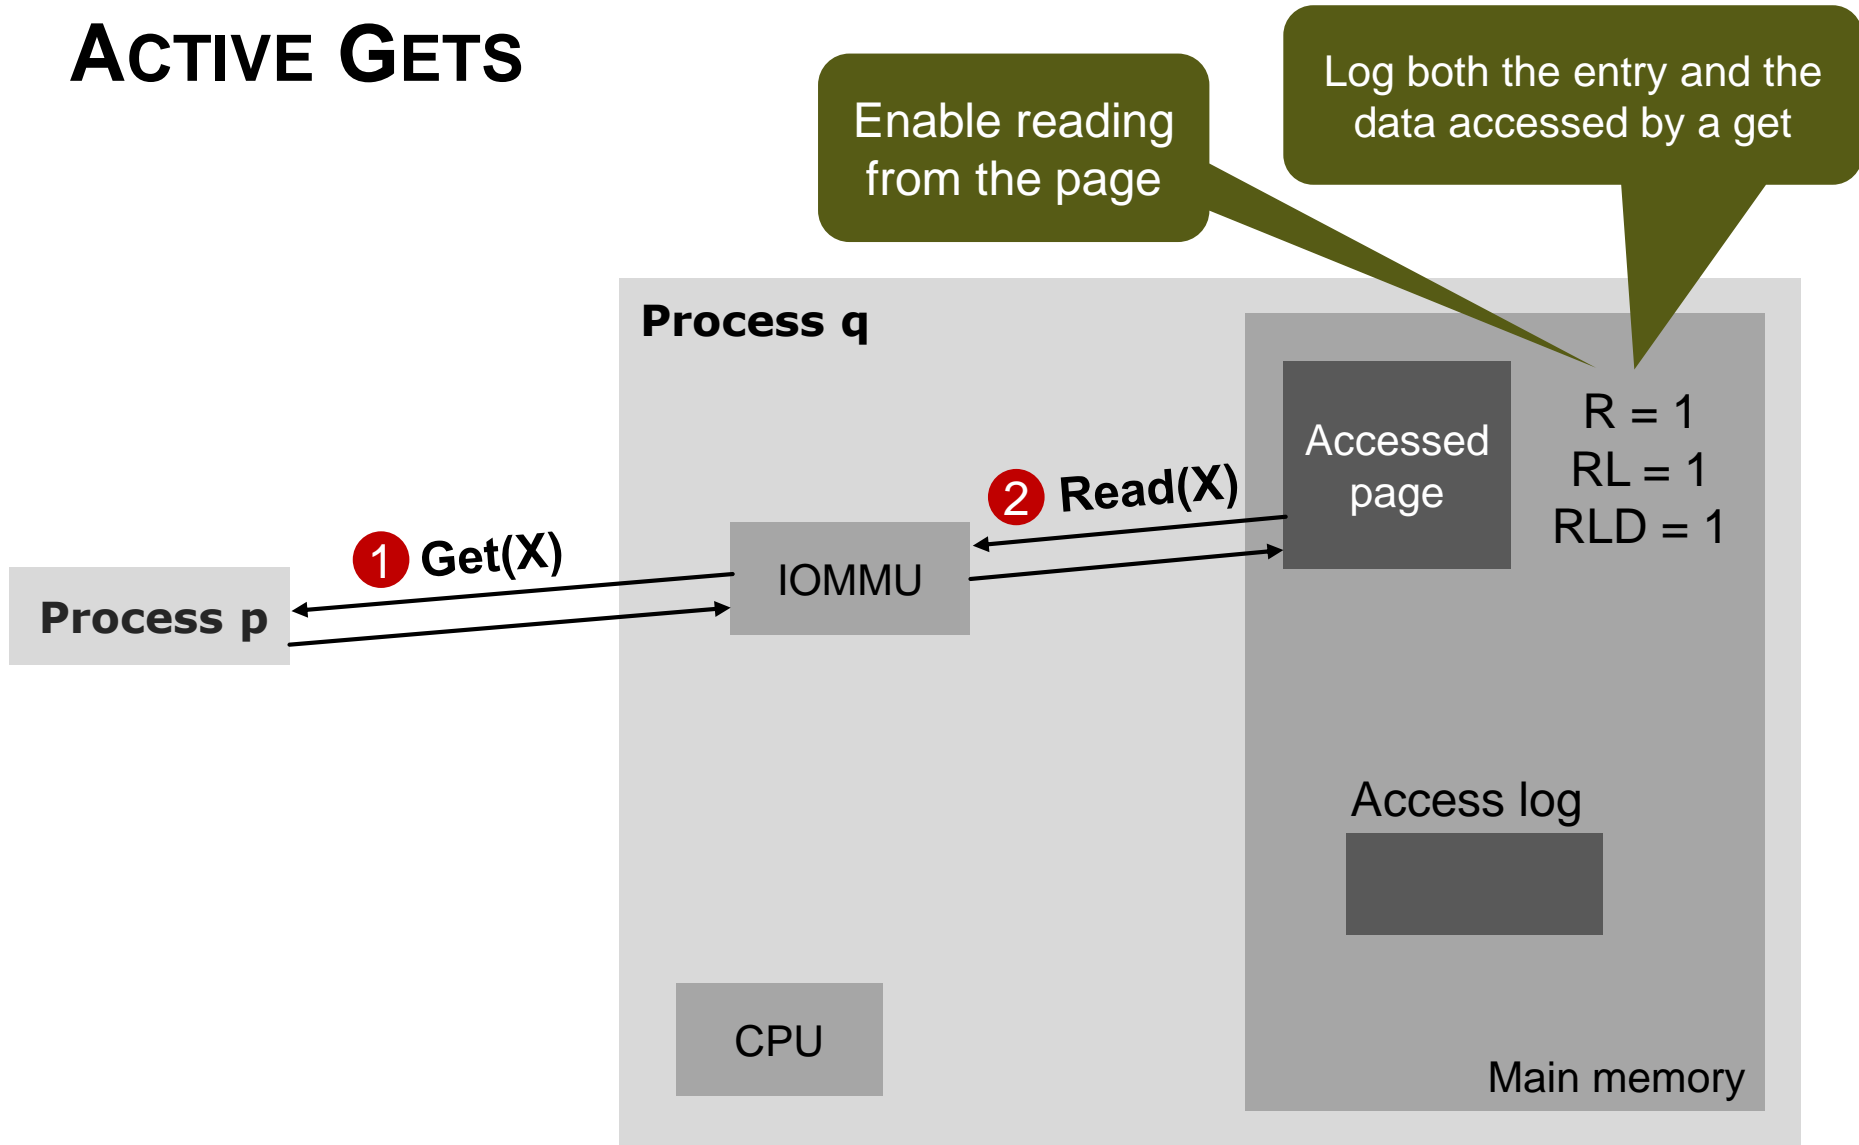 ACTIVE GETS
Enable reading
from the page
Log both the entry and the
data accessed by a get
Process q
Accessed
page
R = 1
RL = 1
RLD = 1
2 Read(X)
1 Get(X)
IOMMU
Process p
Access log
CPU
Main memory